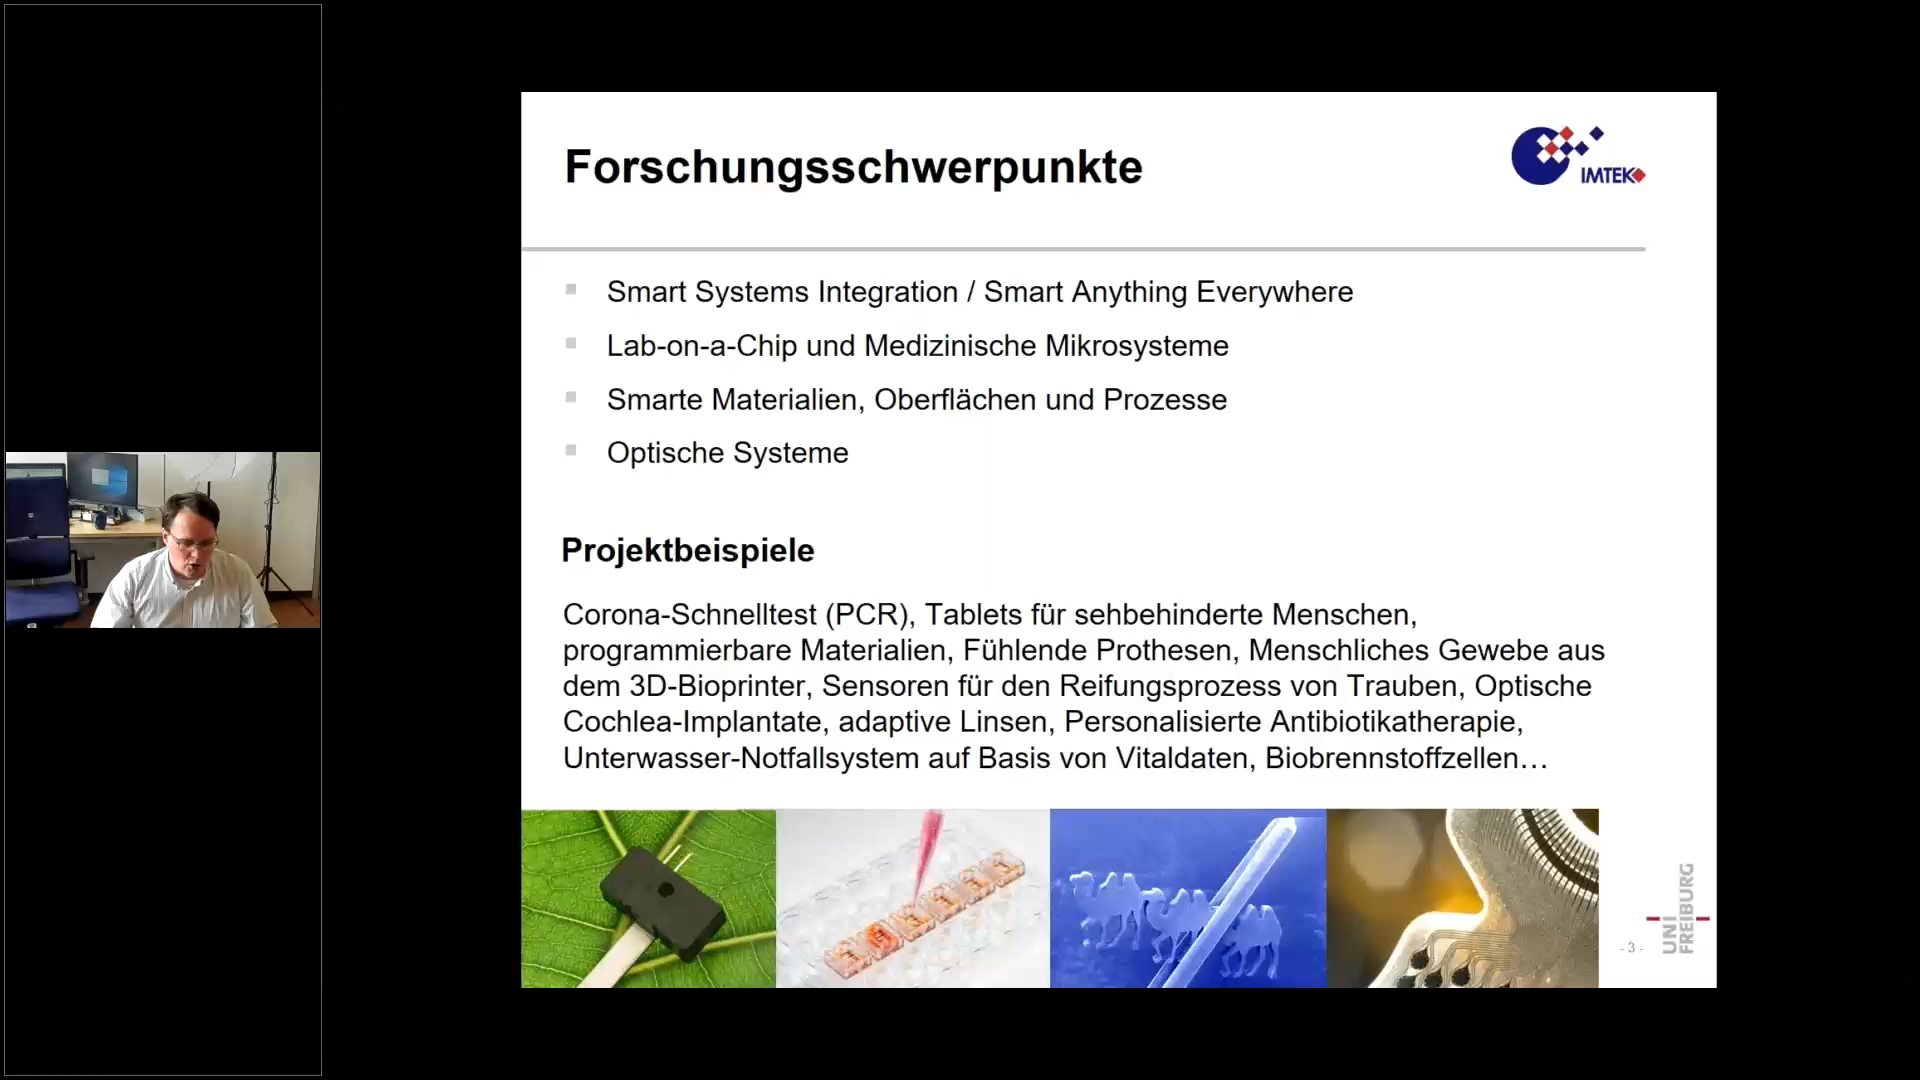 Forschungsschwerpunkte
IMTEK
Smart Systems Integration / Smart Anything Everywhere
Lab-on-a-Chip und Medizinische Mikrosysteme
Smarte Materialien, Oberflächen und Prozesse
Optische Systeme
Projektbeispiele
Corona-Schnelltest (PCR), Tablets für sehbehinderte Menschen,
programmierbare Materialien, Fühlende Prothesen, Menschliches Gewebe aus
dem 3D-Bioprinter, Sensoren für den Reifungsprozess von Trauben, Optische
Cochlea-Implantate, adaptive Linsen, Personalisierte Antibiotikatherapie,
Unterwasser-Notfallsystem auf Basis von Vitaldaten, Biobrennstoffzellen…
- 3 -
UNI
FREIBURG